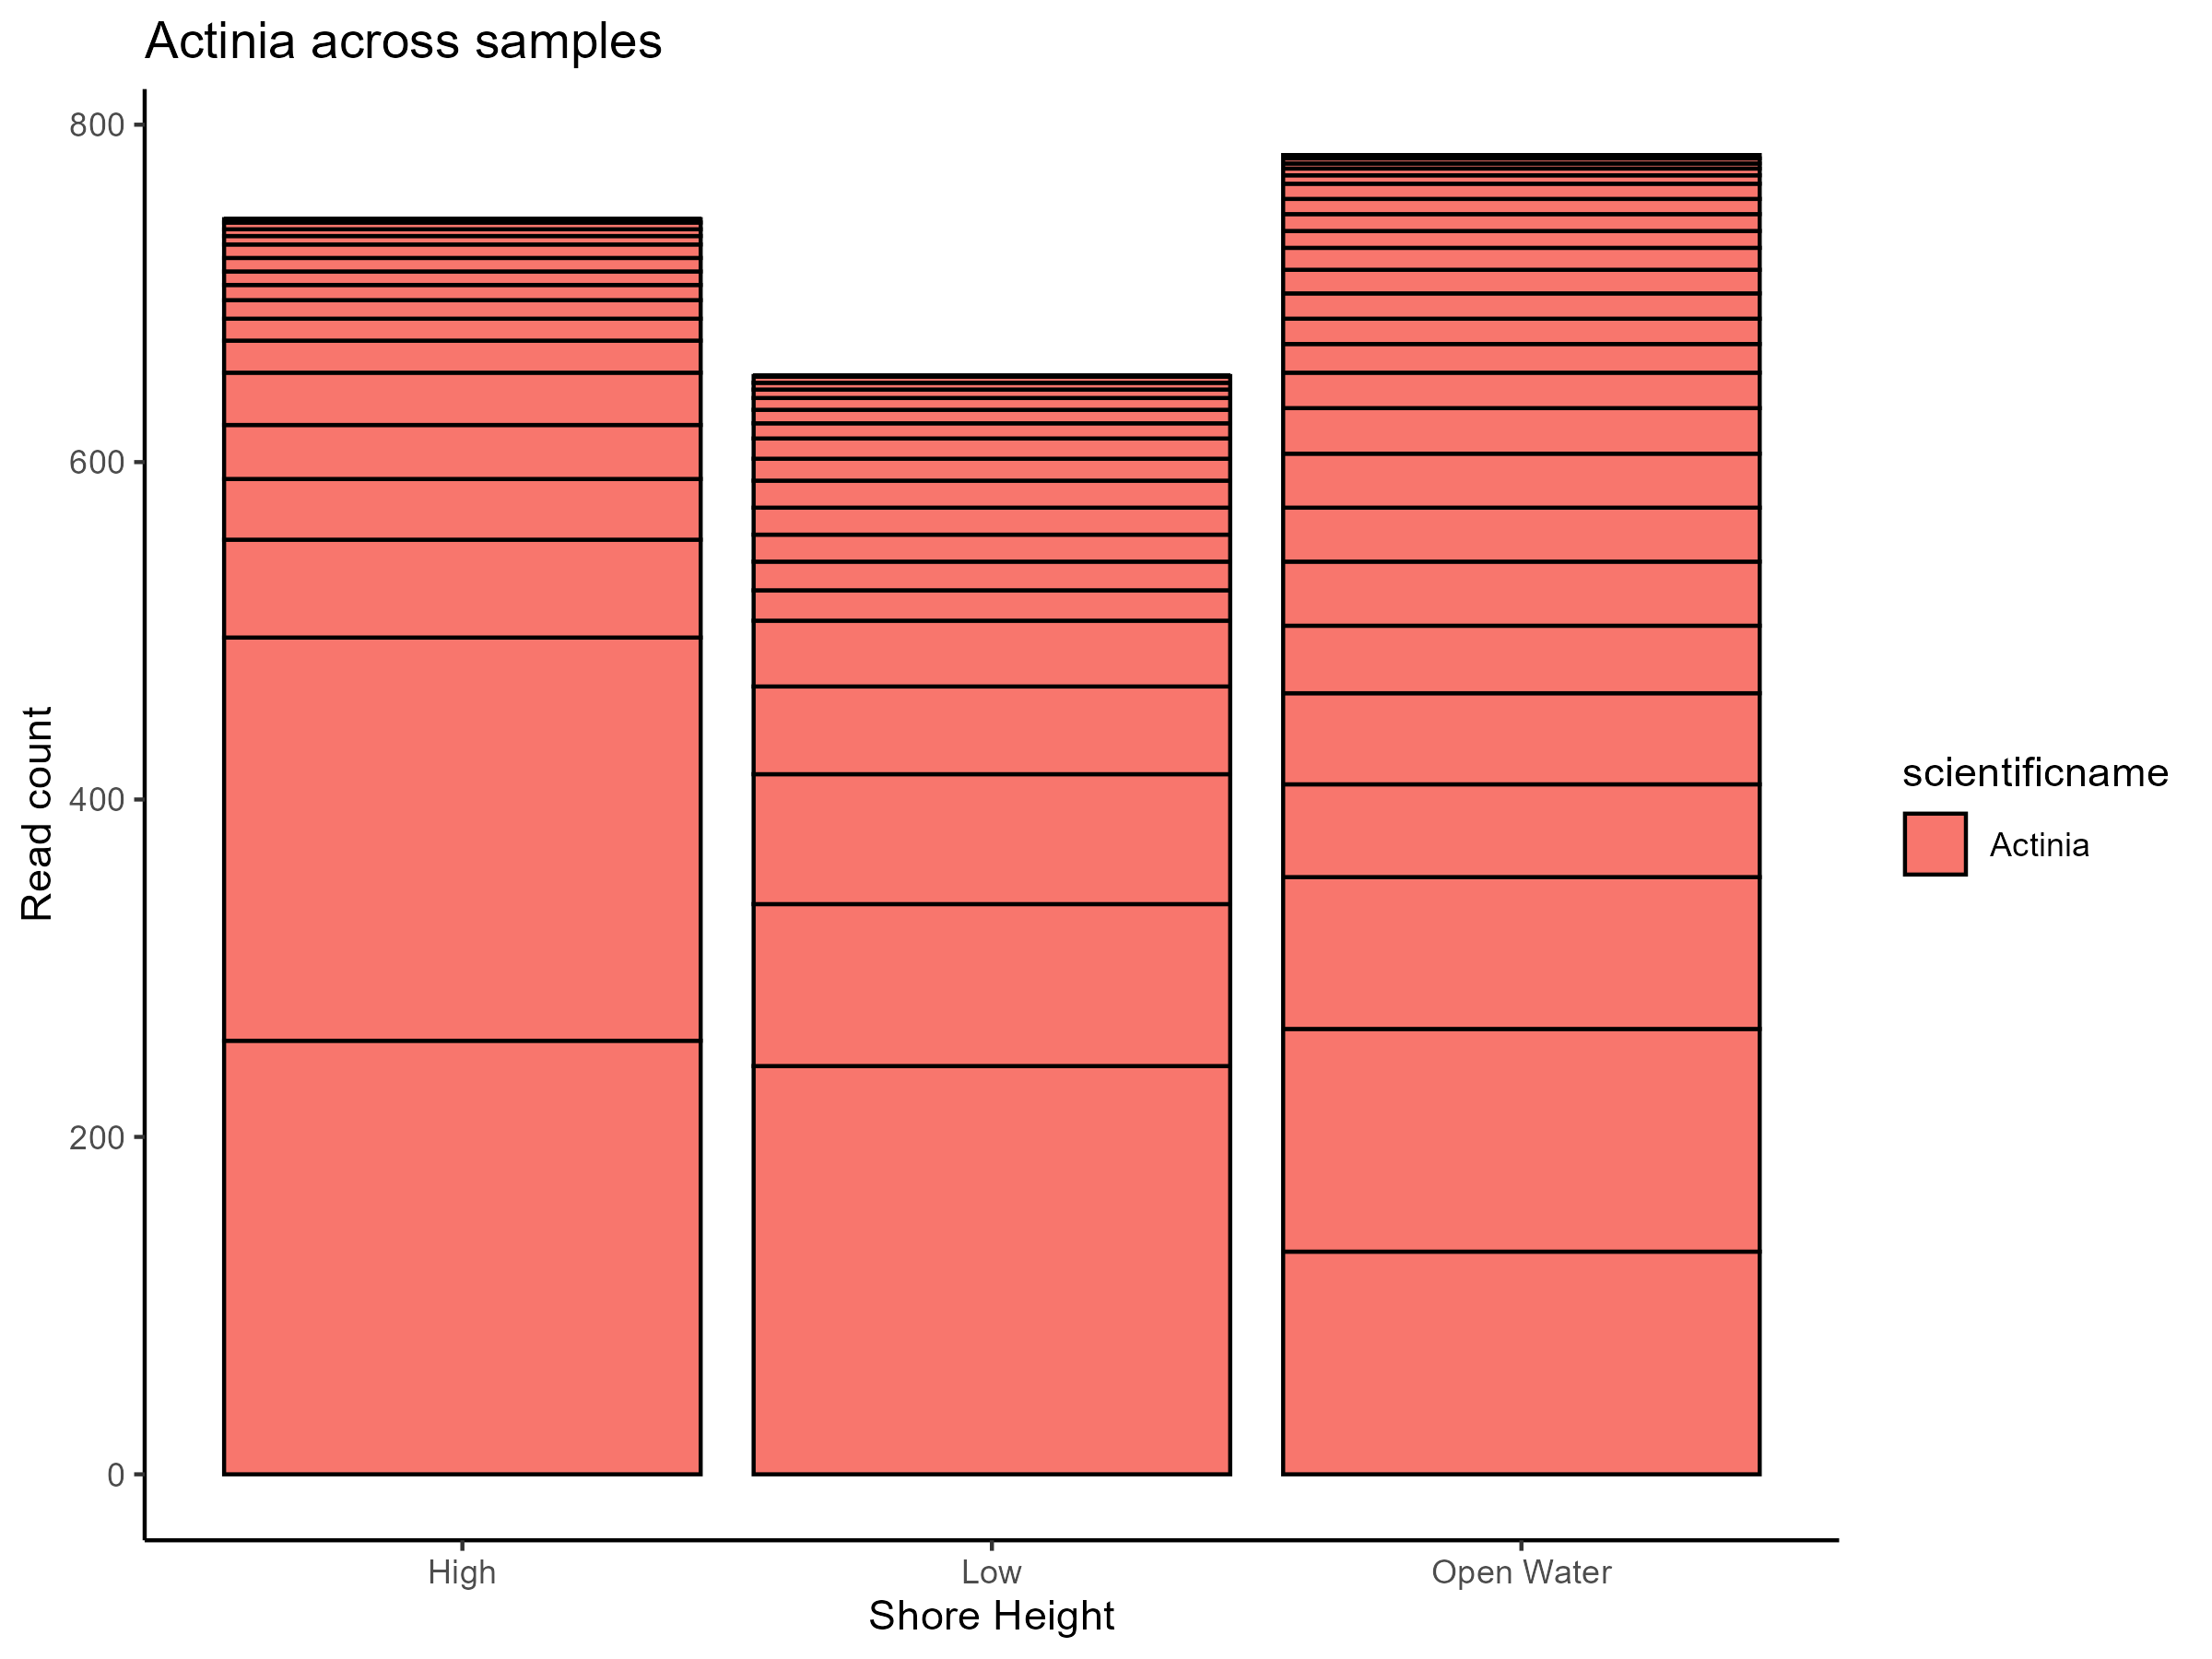 Actinia across samples
800
600
400
200
0
Read count
High
Low
Open Water
Shore Height
scientificname
Actinia